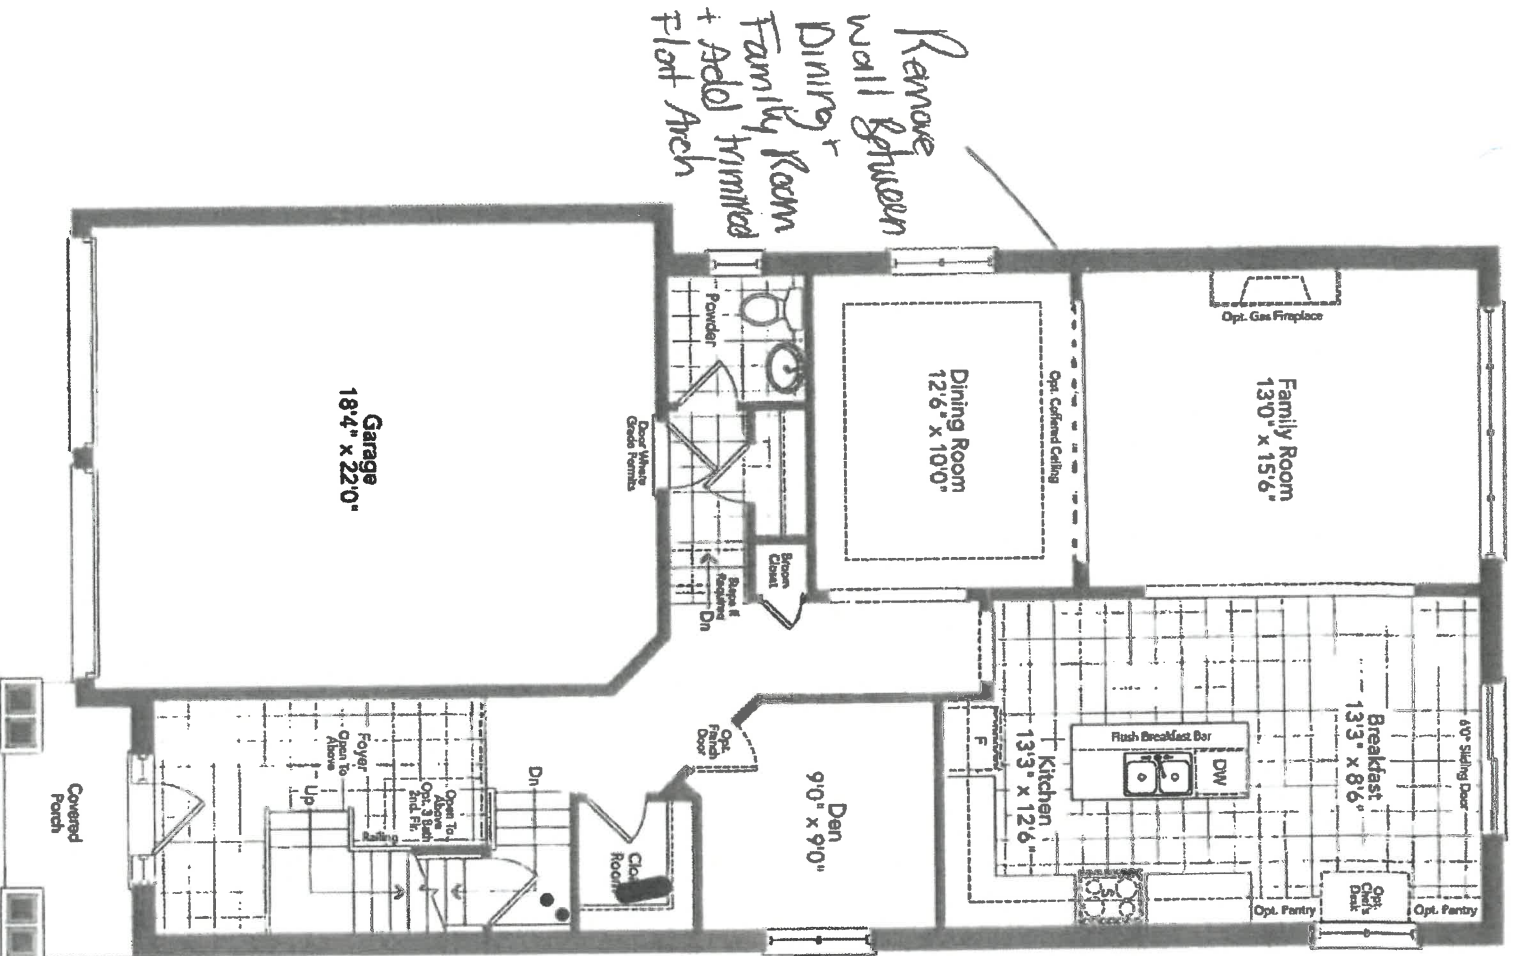 Remove
wall Between
Dining +
Family Room
+ Add trimmed
Flat Arch
Opt. Gas Fireplace
Family Room
13'0" x 15'6"
Opt. Coffered Ceiling
Dining Room
12'6" x 10'0"
Powder
Door Where
Grade Permits
Garage
18'4" x 22'0"
Broom
Closet
Steps If
Required
Dn
6'0" Sliding Door
Breakfast
13'3" x 8'6"
Flush Breakfast Bar
DW
Kitchen
13'3" x 12'6"
F
S
Opt.
Chef's
Desk
Opt. Pantry
Opt. Pantry
Opt.
French
Door
Den
9'0" x 9'0"
Foyer
Open To
Above
Open To
Above
Opt. 3 Bath
2nd Flr.
Railing
Up
Dn
Room
Covered
Porch